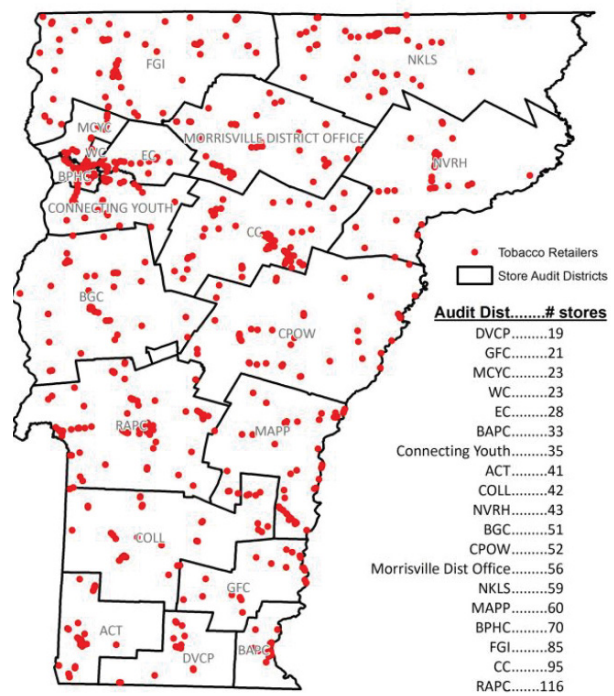 FGI
NKLS
MCYC
MORRISVILLE DISTRICT OFFICE
WC
EC
NVRH
BPHC
CONNECTING YOUTH
CC
Tobacco Retailers
Store Audit Districts
BGC
CPOW
Audit Dist........# stores
DVCP.........19
GFC.........21
MCYC.........23
WC.........23
EC.........28
BAPC.........33
Connecting Youth.........35
ACT.........41
COLL.........42
NVRH.........43
BGC.........51
CPOW.........52
Morrisville Dist Office.........56
NKLS.........59
MAPP.........60
BPHC.........70
FGI.........85
CC.........95
RAPC.........116
RAPC
MAPP
COLL
GFC
ACT
DVCP
BAPC